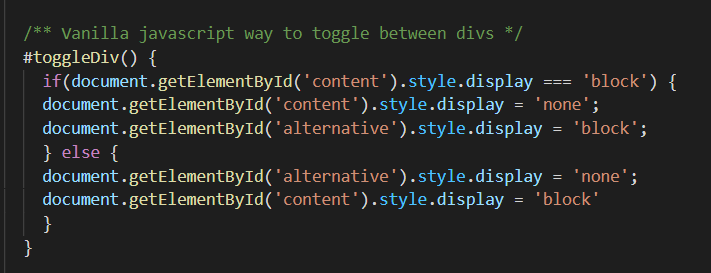 /** Vanilla javascript way to toggle between divs */
#toggleDiv() {
if(document.getElementById('content').style.display === 'block') {
document.getElementById('content').style.display = 'none';
document.getElementById('alternative').style.display = 'block';
} else {
document.getElementById('alternative').style.display = 'none';
document.getElementById('content').style.display = 'block'
}
}